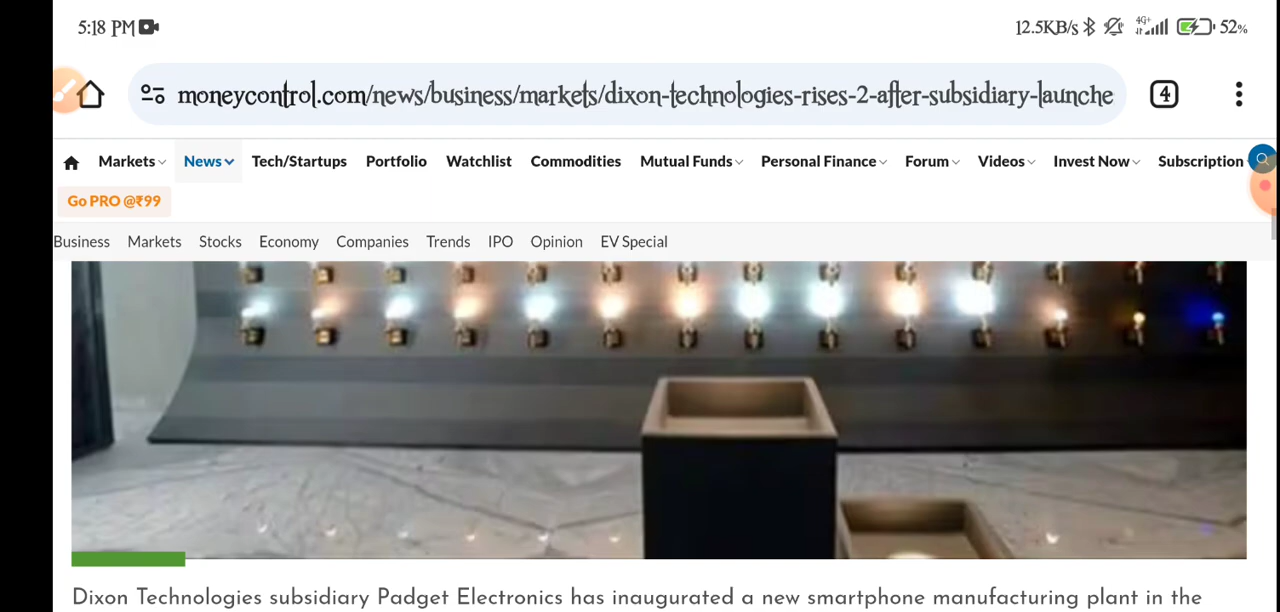 5:18 PM 12.5KB/s 4G+ 52%
moneycontrol.com/news/business/markets/dixon-technologies-rises-2-after-subsidiary-launche 4
Markets News Tech/Startups Portfolio Watchlist Commodities Mutual Funds Personal Finance Forum Videos Invest Now Subscription
Go PRO @₹99
Business Markets Stocks Economy Companies Trends IPO Opinion EV Special
Dixon Technologies subsidiary Padget Electronics has inaugurated a new smartphone manufacturing plant in the